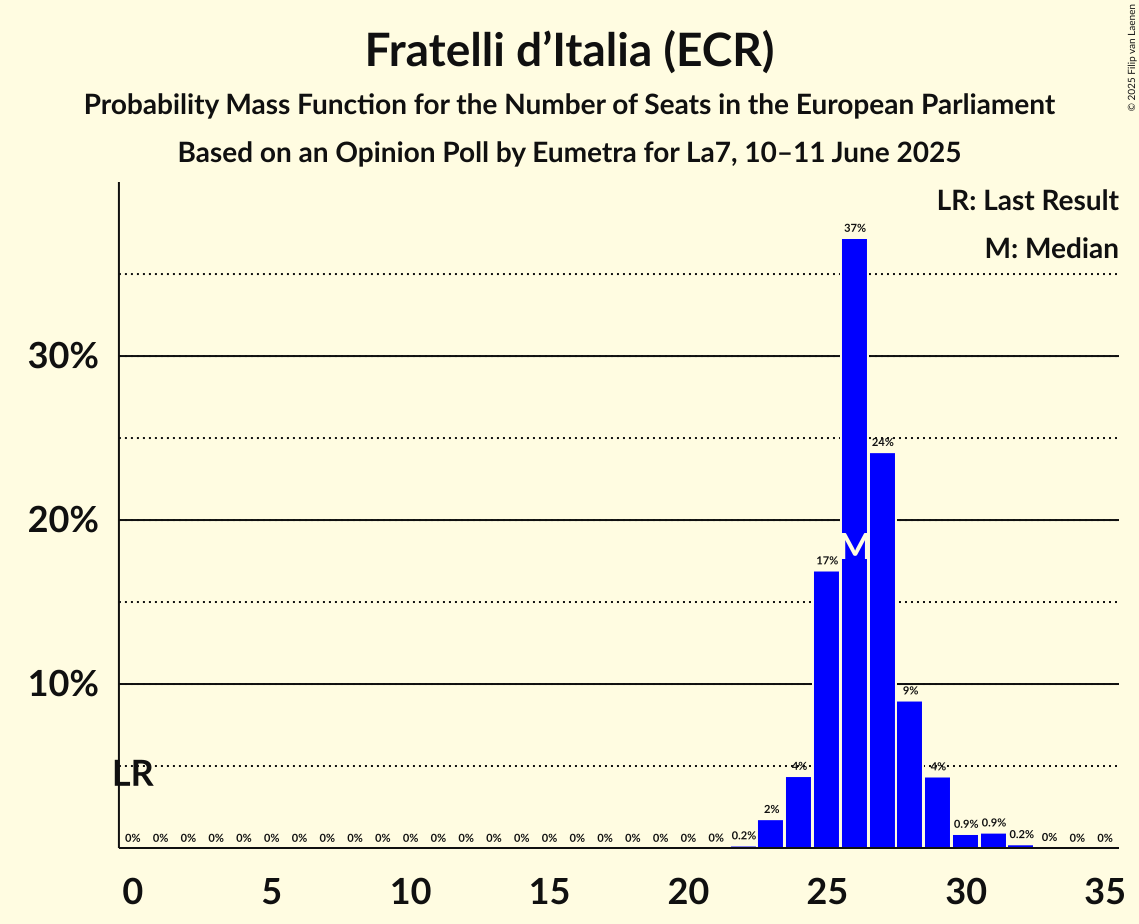 Fratelli d’Italia (ECR)
Probability Mass Function for the Number of Seats in the European Parliament
Based on an Opinion Poll by Eumetra for La7, 10–11 June 2025
© 2025 Filip van Laenen
LR: Last Result
M: Median
30%
20%
10%
LR
M
0% 0% 0% 0% 0% 0% 0% 0% 0% 0% 0% 0% 0% 0% 0% 0% 0% 0% 0% 0% 0% 0% 0.2% 2% 4% 17% 37% 24% 9% 4% 0.9% 0.9% 0.2% 0% 0% 0%
0 5 10 15 20 25 30 35